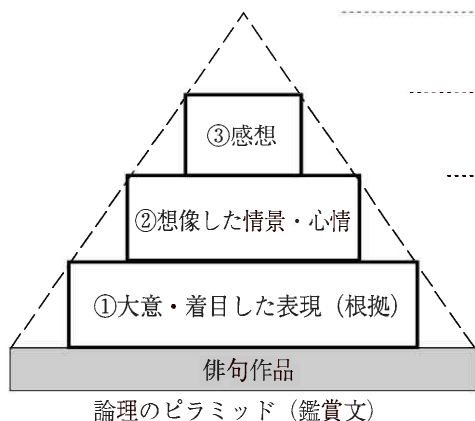 ③感想
②想像した情景・心情
①大意・着目した表現（根拠）
俳句作品
論理のピラミッド（鑑賞文）